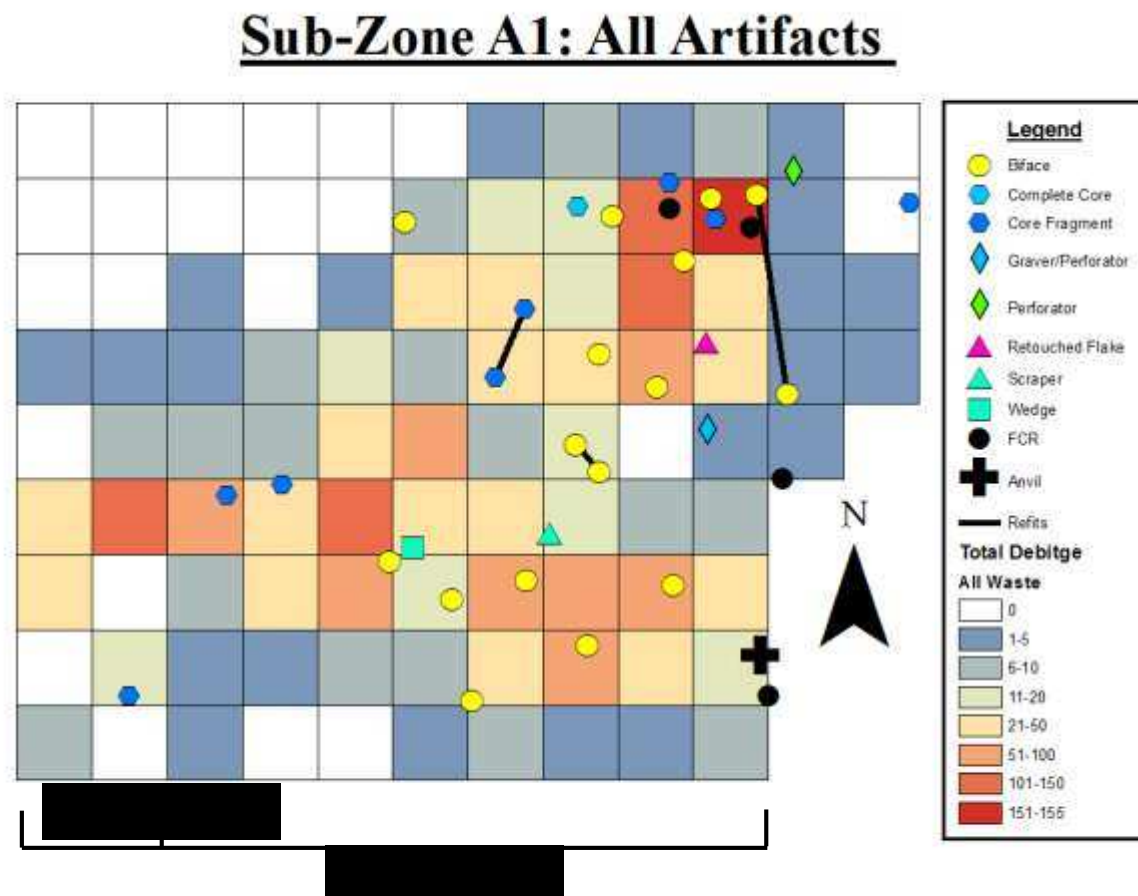 Sub-Zone A1: All Artifacts
Legend
Biface
Complete Core
Core Fragment
Graver/Perforator
Perforator
Retouched Flake
Scraper
Wedge
FCR
Anvil
Refits
Total Debitge
All Waste
0
1-5
6-10
11-20
21-50
51-100
101-150
151-155
N